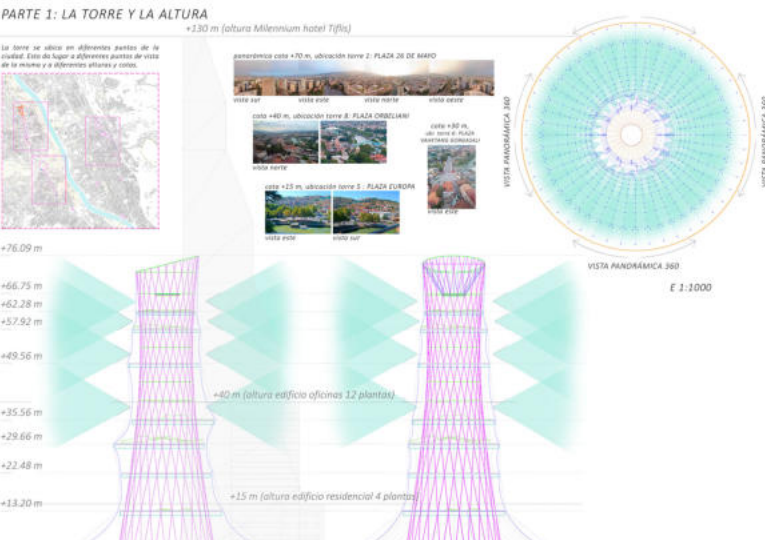 PARTE 1: LA TORRE Y LA ALTURA
+130 m (altura Milennium hotel Tiflis)
La torre se ubica en diferentes puntos de la
ciudad. Esto da lugar a diferentes puntos de vista
de la misma y a diferentes alturas y cotas.
panorámica cota +70 m, ubicación torre 1: PLAZA 26 DE MAYO
vista sur
vista este
vista norte
vista oeste
cota +40 m, ubicación torre 8: PLAZA ORBELIANI
vista norte
cota +30 m,
vista este
cota +15 m, ubicación torre 5 : PLAZA EUROPA
vista este
vista sur
VISTA PANORÁMICA 360
VISTA PANORÁMICA 360
VISTA PANORÁMICA 360
E 1:1000
+76.09 m
+66.75 m
+62.28 m
+57.92 m
+49.56 m
+40 m (altura edificio oficinas 12 plantas)
+35.56 m
+29.66 m
+22.48 m
+15 m (altura edificio residencial 4 plantas)
+13.20 m